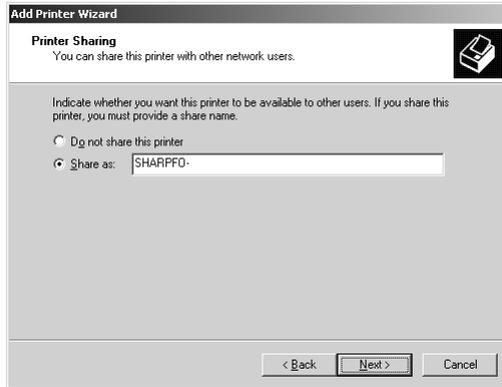 Add Printer Wizard
Printer Sharing
You can share this printer with other network users.
Indicate whether you want this printer to be available to other users. If you share this
printer, you must provide a share name.
Do not share this printer
Share as: SHARPFO-
< Back Next > Cancel